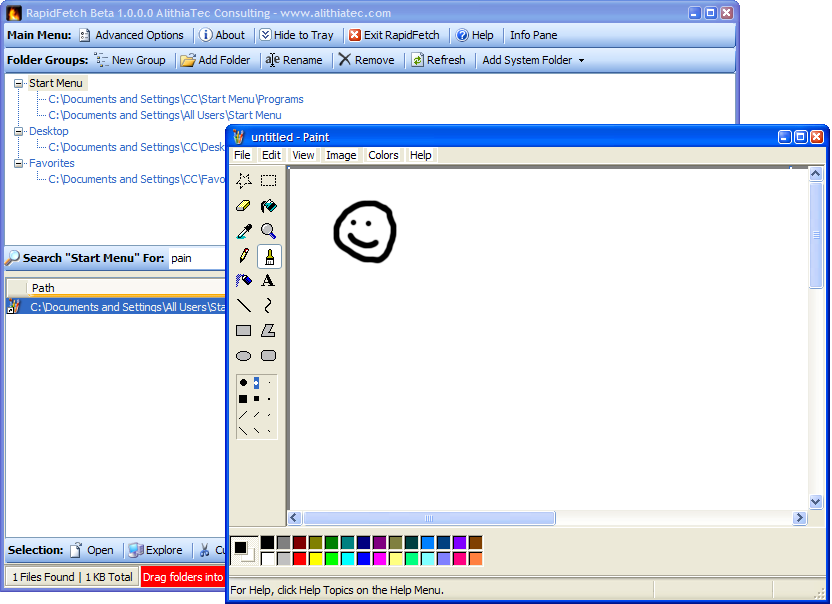 RapidFetch Beta 1.0.0.0 AlithiaTec Consulting - www.alithiatec.com
Main Menu: Advanced Options About Hide to Tray Exit RapidFetch Help Info Pane
Folder Groups: New Group Add Folder Rename Remove Refresh Add System Folder
Start Menu
C:\Documents and Settings\CC\Start Menu\Programs
C:\Documents and Settings\All Users\Start Menu
Desktop
C:\Documents and Settings\CC\Desk
Favorites
C:\Documents and Settings\CC\Favo
Search "Start Menu" For: pain
Path
C:\Documents and Settings\All Users\Sta
Selection: Open Explore Cu
1 Files Found | 1 KB Total Drag folders into
untitled - Paint
File Edit View Image Colors Help
A
For Help, click Help Topics on the Help Menu.